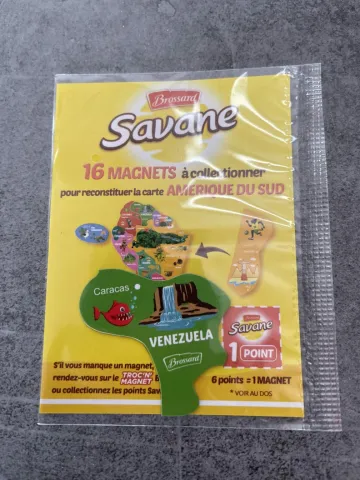 Brossard
Savane
16 MAGNETS à collectionner
pour reconstituer la carte AMÉRIQUE DU SUD
Caracas
VENEZUELA
Brossard
Savane
1 POINT
S'il vous manque un magnet,
rendez-vous sur le TROC'N' MAGNET
ou collectionnez les points Sav
6 points = 1 MAGNET
* VOIR AU DOS